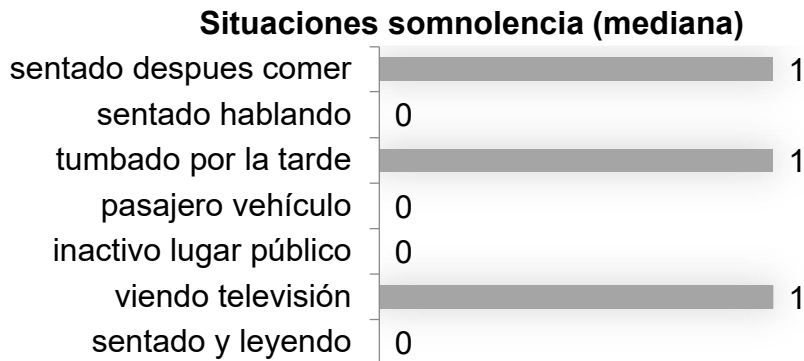 Situaciones somnolencia (mediana)
sentado despues comer 1
sentado hablando 0
tumbado por la tarde 1
pasajero vehículo 0
inactivo lugar público 0
viendo televisión 1
sentado y leyendo 0